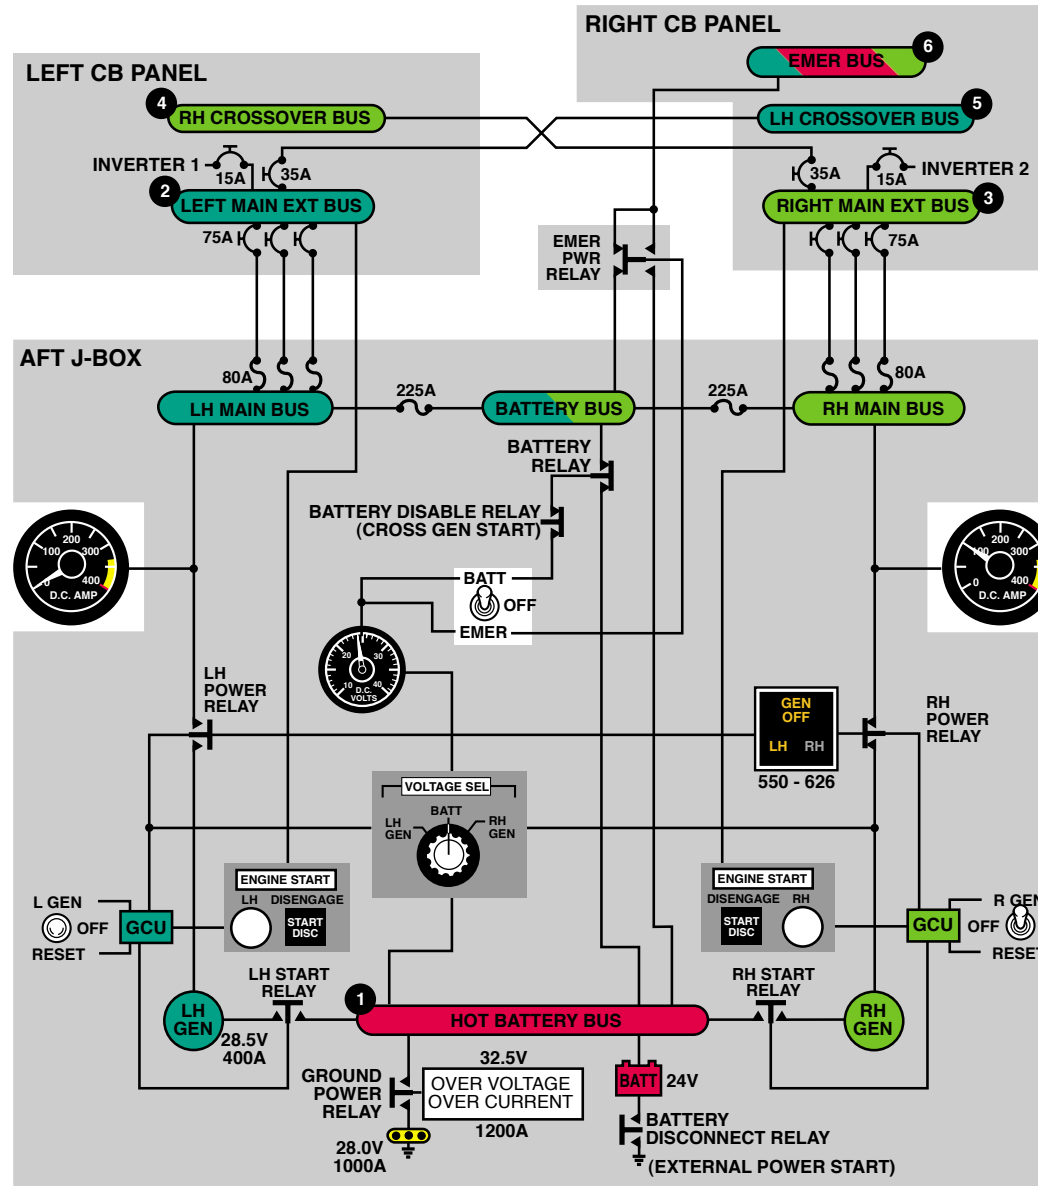 RIGHT CB PANEL
EMER BUS
6
LEFT CB PANEL
4
RH CROSSOVER BUS
LH CROSSOVER BUS
5
INVERTER 1
15A
35A
35A
15A
INVERTER 2
2
LEFT MAIN EXT BUS
RIGHT MAIN EXT BUS
3
75A
75A
EMER
PWR
RELAY
AFT J-BOX
80A
80A
225A
225A
LH MAIN BUS
BATTERY BUS
RH MAIN BUS
BATTERY
RELAY
BATTERY DISABLE RELAY
(CROSS GEN START)
0
100
200
300
400
D.C. AMP
0
100
200
300
400
D.C. AMP
BATT
OFF
EMER
10
20
30
40
D.C.
VOLTS
LH
POWER
RELAY
GEN
OFF
LH RH
550 - 626
RH
POWER
RELAY
VOLTAGE SEL
BATT
LH
GEN
RH
GEN
ENGINE START
LH DISENGAGE
START
DISC
ENGINE START
DISENGAGE RH
START
DISC
L GEN
OFF
RESET
GCU
GCU
R GEN
OFF
RESET
LH START
RELAY
RH START
RELAY
LH
GEN
28.5V
400A
1
HOT BATTERY BUS
RH
GEN
GROUND
POWER
RELAY
32.5V
OVER VOLTAGE
OVER CURRENT
1200A
28.0V
1000A
BATT
24V
BATTERY
DISCONNECT RELAY
(EXTERNAL POWER START)